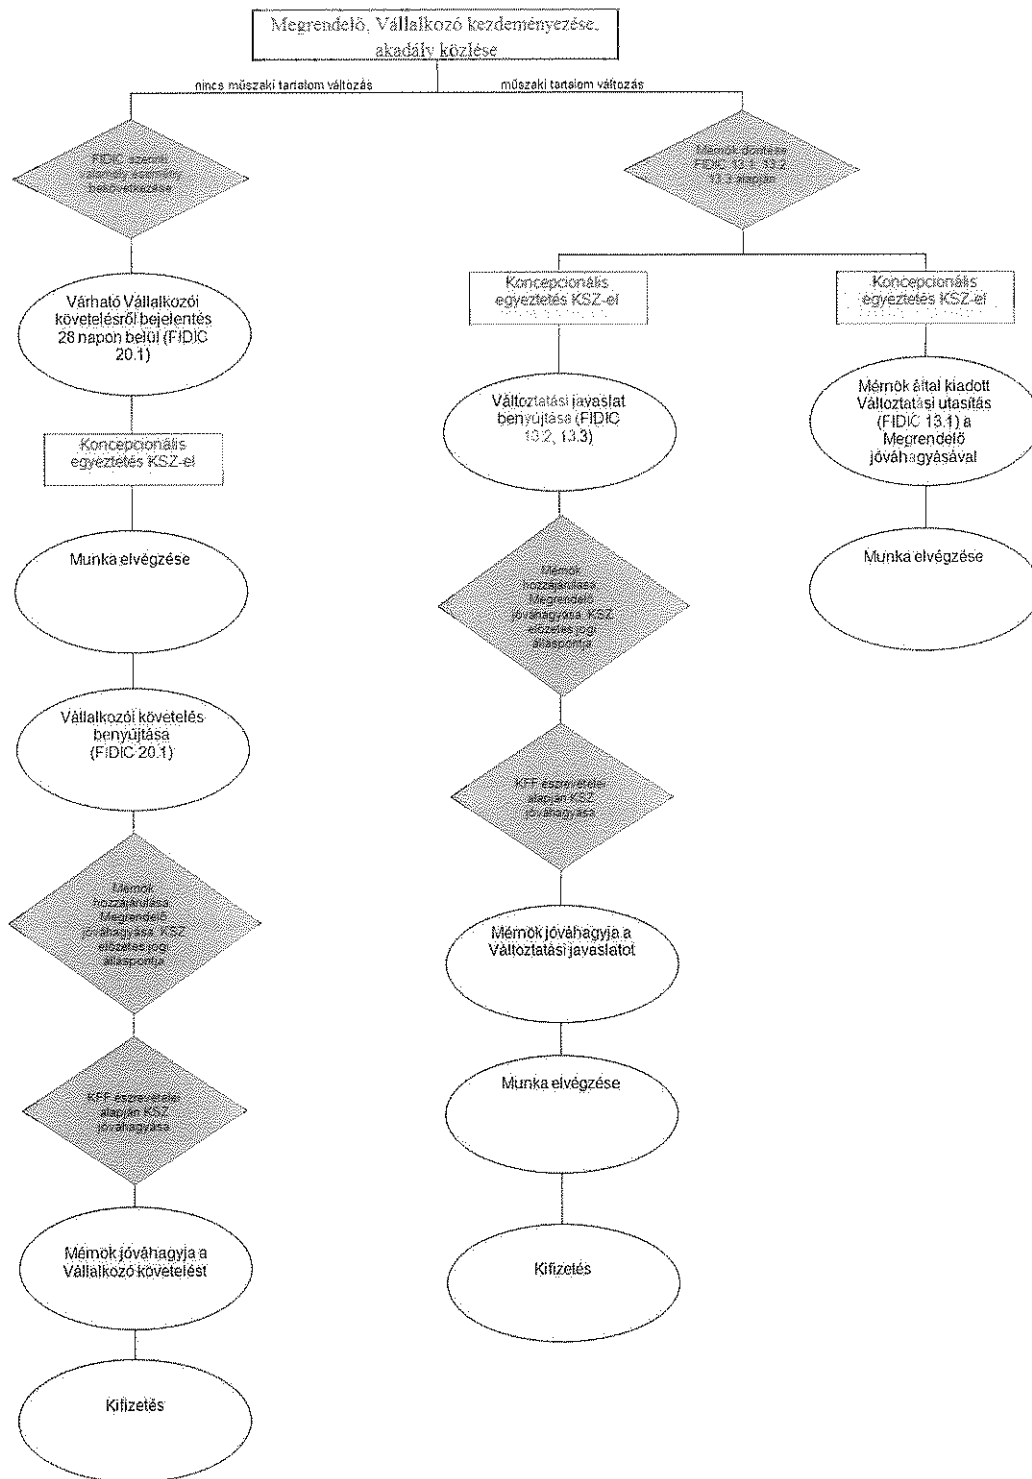 Megrendelő, Vállalkozó kezdeményezése,
akadály közlése
nincs műszaki tartalom változás
műszaki tartalom változás
FIDIC szerinti
valamely esemény
bekövetkezése
Várható Vállalkozói
követelésről bejelentés
28 napon belül (FIDIC
20.1)
Koncepcionális
egyeztetés KSZ-el
Munka elvégzése
Vállalkozói követelés
benyújtása
(FIDIC 20.1)
Mérnök
hozzájárulása,
Megrendelő
jóváhagyása, KSZ
előzetes jogi
álláspontja
KFF észrevételei
alapján KSZ
jóváhagyása
Mérnök jóváhagyja a
Vállalkozó követelést
Kifizetés
Mérnök döntése
FIDIC 13.1, 13.2,
13.3 alapján
Koncepcionális
egyeztetés KSZ-el
Változtatási javaslat
benyújtása (FIDIC
13.2, 13.3)
Mérnök
hozzájárulása,
Megrendelő
jóváhagyása, KSZ
előzetes jogi
álláspontja
KFF észrevételei
alapján KSZ
jóváhagyása
Mérnök jóváhagyja a
Változtatási javaslatot
Munka elvégzése
Kifizetés
Koncepcionális
egyeztetés KSZ-el
Mérnök által kiadott
Változtatási utasítás
(FIDIC 13.1) a
Megrendelő
jóváhagyásával
Munka elvégzése